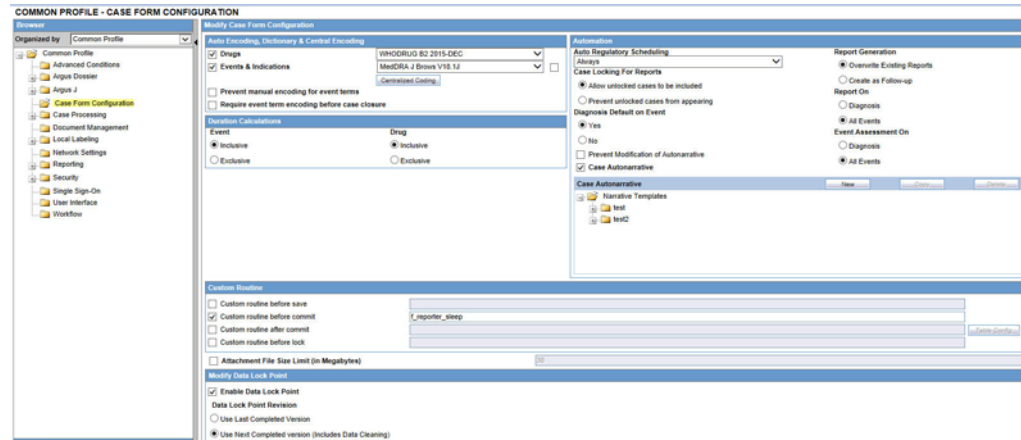 COMMON PROFILE - CASE FORM CONFIGURATION
Browser
Organized by Common Profile
Common Profile
Advanced Conditions
Argus Dossier
Argus J
Case Form Configuration
Case Processing
Document Management
Local Labeling
Network Settings
Reporting
Security
Single Sign-On
User Interface
Workflow
Modify Case Form Configuration
Auto Encoding, Dictionary & Central Encoding
Drugs WHODRUG B2 2015-DEC
Events & Indications MedDRA J Brows V18.1J
Centralized Coding
Prevent manual encoding for event terms
Require event term encoding before case closure
Duration Calculations
Event Drug
Inclusive Inclusive
Exclusive Exclusive
Automation
Auto Regulatory Scheduling
Always
Case Locking For Reports
Allow unlocked cases to be included
Prevent unlocked cases from appearing
Diagnosis Default on Event
Yes
No
Prevent Modification of Autonarrative
Case Autonarrative
Report Generation
Overwrite Existing Reports
Create as Follow-up
Report On
Diagnosis
All Events
Event Assessment On
Diagnosis
All Events
Case Autonarrative New Copy Delete
Narrative Templates
test
test2
Custom Routine
Custom routine before save
Custom routine before commit f_reporter_sleep
Custom routine after commit Table Config
Custom routine before lock
Attachment File Size Limit (in Megabytes)
Modify Data Lock Point
Enable Data Lock Point
Data Lock Point Revision
Use Last Completed Version
Use Next Completed version (Includes Data Cleaning)